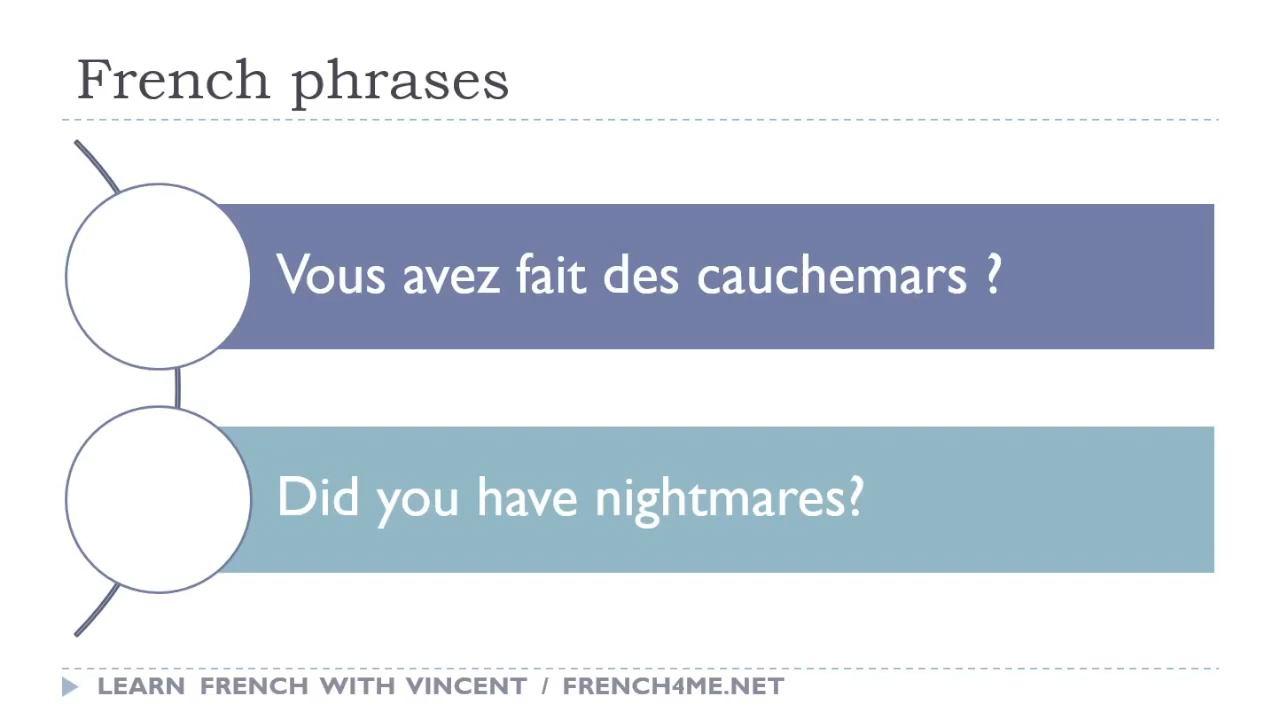 French phrases
Vous avez fait des cauchemars ?
Did you have nightmares?
LEARN FRENCH WITH VINCENT / FRENCH4ME.NET